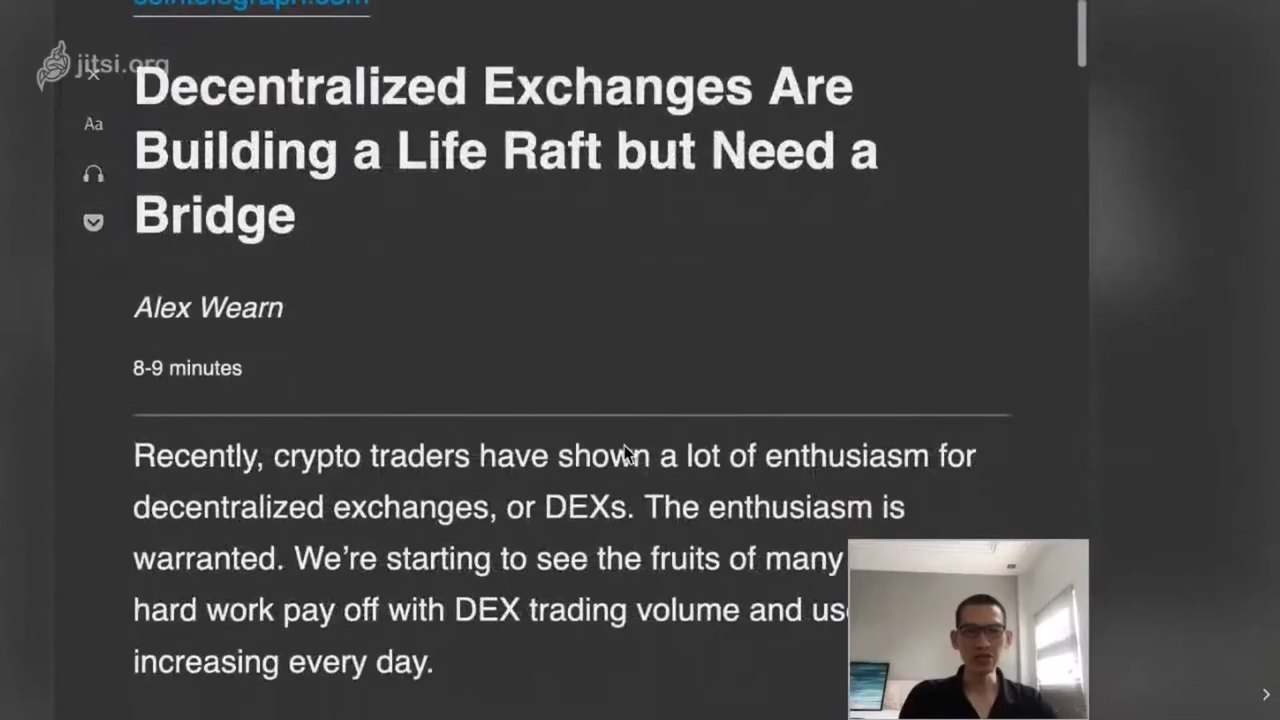 cointelegraph.com
jitsi.org
Decentralized Exchanges Are
Building a Life Raft but Need a
Bridge
Aa
Alex Wearn
8-9 minutes
Recently, crypto traders have shown a lot of enthusiasm for
decentralized exchanges, or DEXs. The enthusiasm is
warranted. We’re starting to see the fruits of many
hard work pay off with DEX trading volume and
increasing every day.